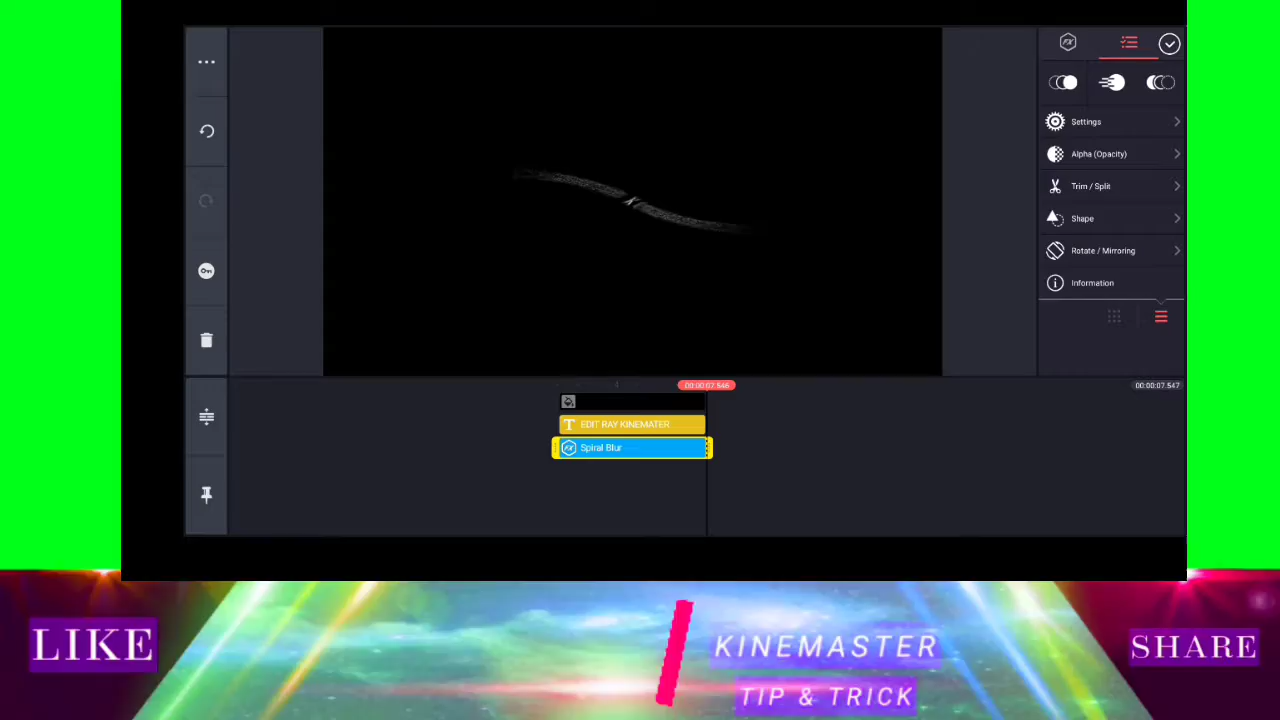 Settings
Alpha (Opacity)
Trim / Split
Shape
Rotate / Mirroring
Information
00:00:07.546
00:00:07.547
EDIT RAY KINEMATER
Spiral Blur
LIKE
KINEMASTER
TIP & TRICK
SHARE